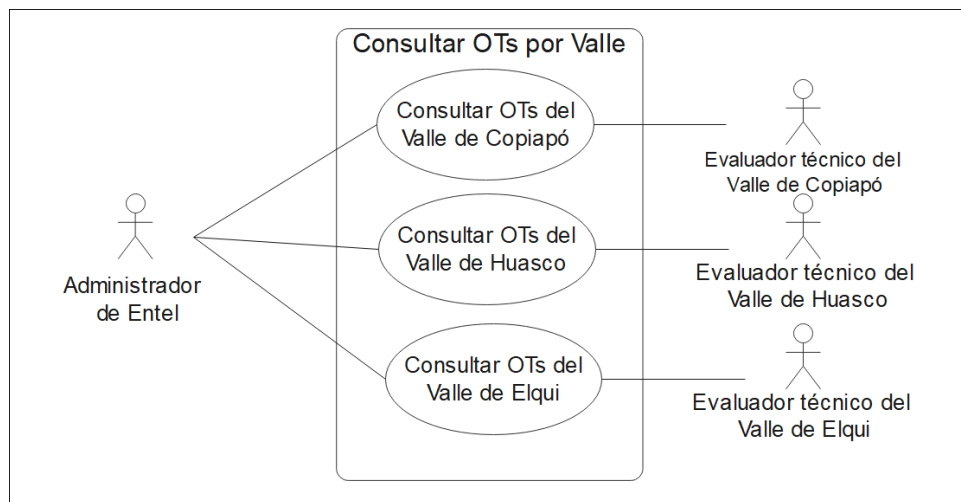 Consultar OTs por Valle
Consultar OTs del
Valle de Copiapó
Evaluador técnico del
Valle de Copiapó
Consultar OTs del
Valle de Huasco
Evaluador técnico del
Valle de Huasco
Administrador
de Entel
Consultar OTs del
Valle de Elqui
Evaluador técnico del
Valle de Elqui